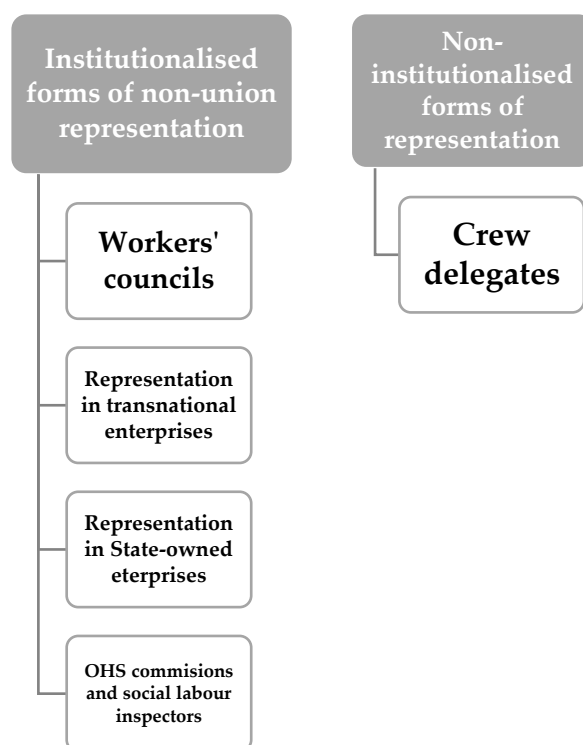 Institutionalised
forms of non-union
representation
Workers'
councils
Representation
in transnational
enterprises
Representation
in State-owned
eterprises
OHS commisions
and social labour
inspectors
Non-
institutionalised
forms of
representation
Crew
delegates